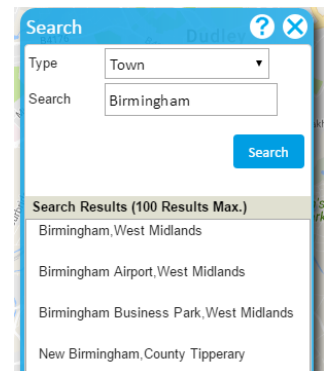 Search ? X
Dudley
Type Town
Search Birmingham
Search
Search Results (100 Results Max.)
Birmingham,West Midlands
Birmingham Airport,West Midlands
Birmingham Business Park,West Midlands
New Birmingham,County Tipperary